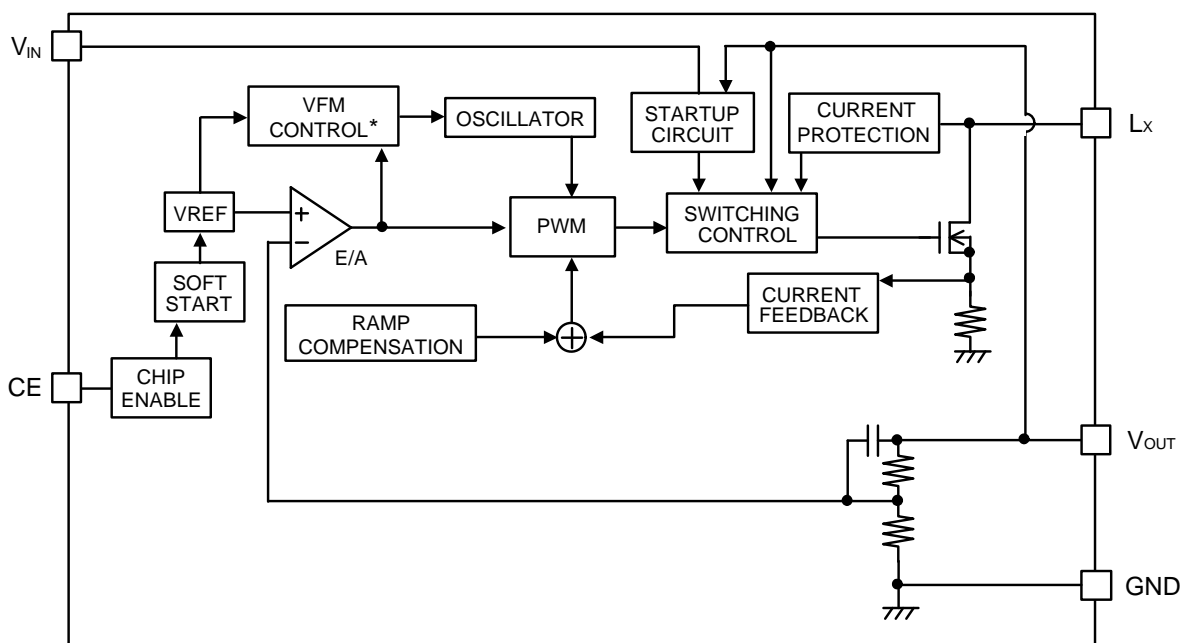 VIN
VFM
CONTROL*
OSCILLATOR
STARTUP
CIRCUIT
CURRENT
PROTECTION
LX
VREF
+
−
E/A
PWM
SWITCHING
CONTROL
SOFT
START
RAMP
COMPENSATION
+
CURRENT
FEEDBACK
CE
CHIP
ENABLE
VOUT
GND